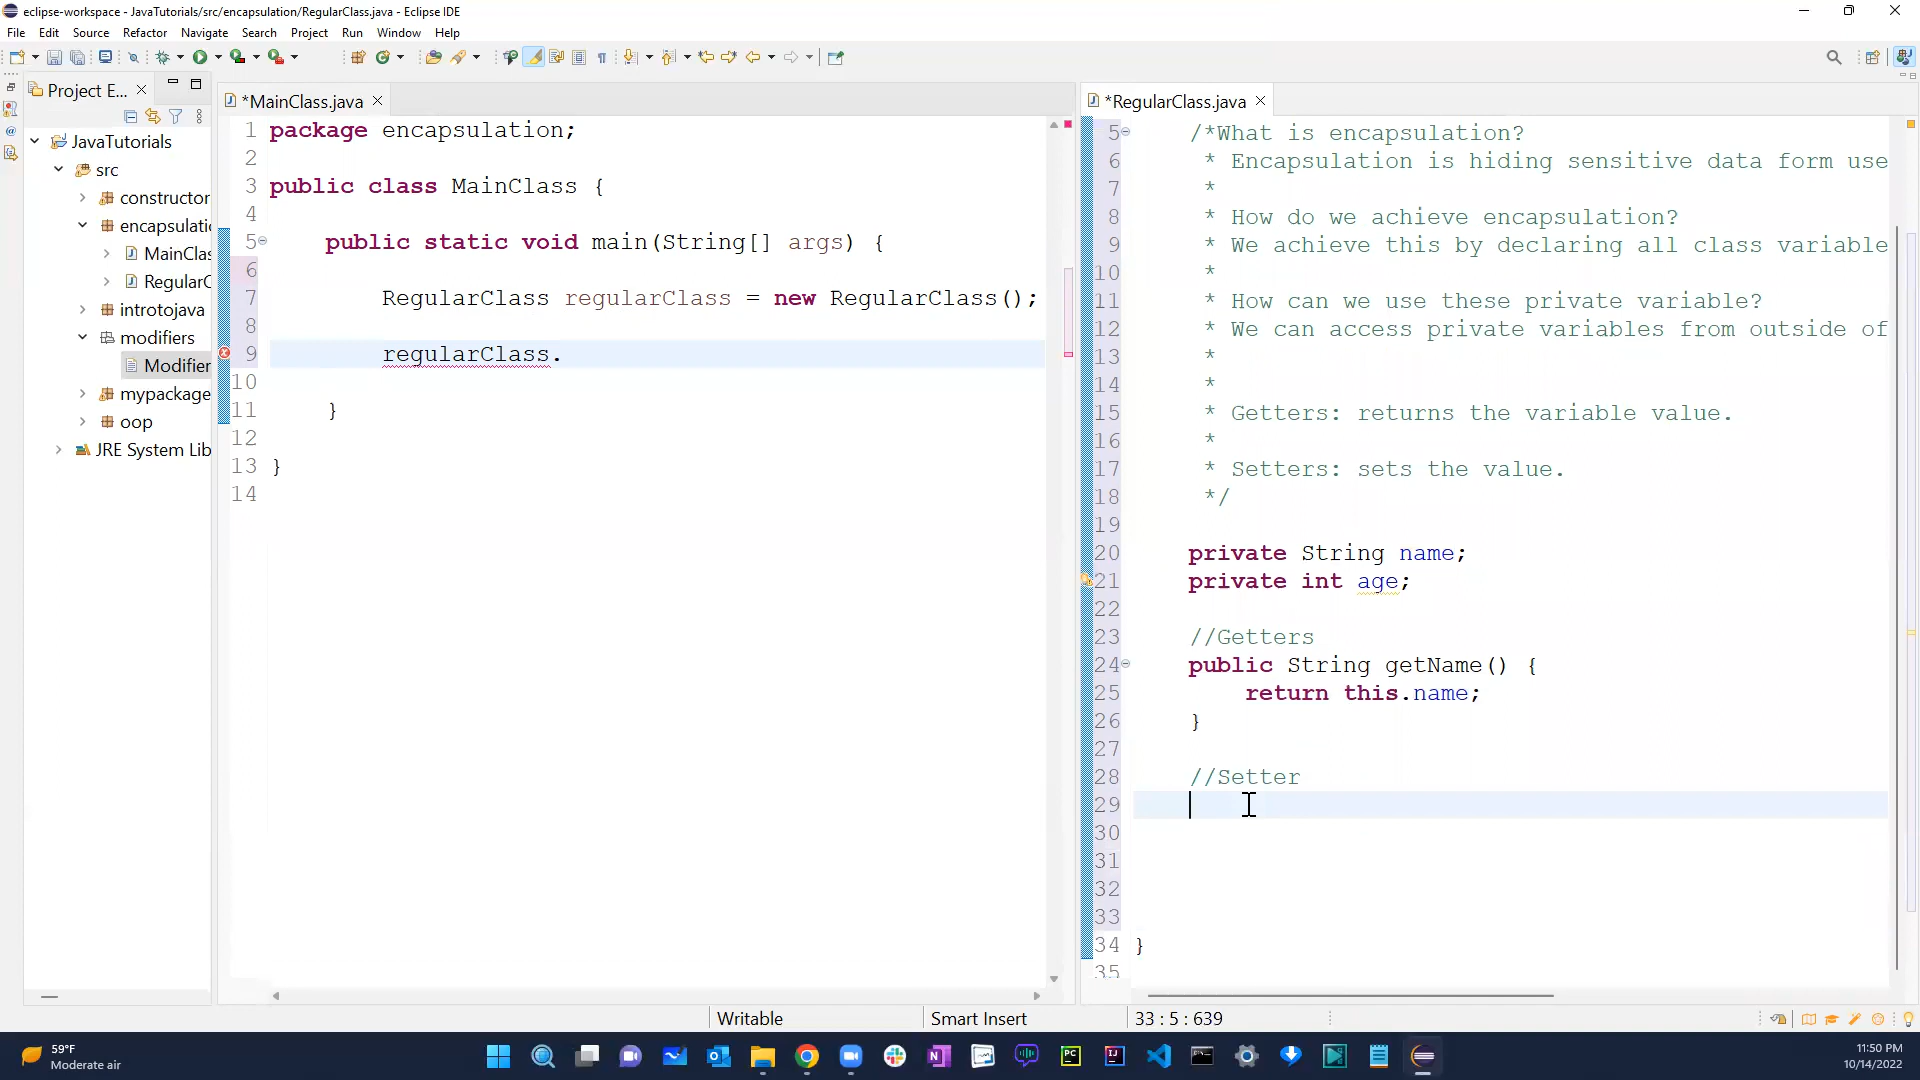 eclipse-workspace - JavaTutorials/src/encapsulation/RegularClass.java - Eclipse IDE
File Edit Source Refactor Navigate Search Project Run Window Help
Project E...
JavaTutorials
src
constructor
encapsulatio
MainClas
RegularC
introtojava
modifiers
Modifier
mypackage
oop
JRE System Lib
*MainClass.java
1 package encapsulation;
2
3 public class MainClass {
4
5 public static void main(String[] args) {
6
7 RegularClass regularClass = new RegularClass();
8
9 regularClass.
10
11 }
12
13 }
14
*RegularClass.java
5 /*What is encapsulation?
6 * Encapsulation is hiding sensitive data form use
7 *
8 * How do we achieve encapsulation?
9 * We achieve this by declaring all class variable
10 *
11 * How can we use these private variable?
12 * We can access private variables from outside of
13 *
14 *
15 * Getters: returns the variable value.
16 *
17 * Setters: sets the value.
18 */
19
20 private String name;
21 private int age;
22
23 //Getters
24 public String getName() {
25 return this.name;
26 }
27
28 //Setter
29
30
31
32
33
34 }
35
Writable Smart Insert 33 : 5 : 639
59°F
Moderate air
11:50 PM
10/14/2022